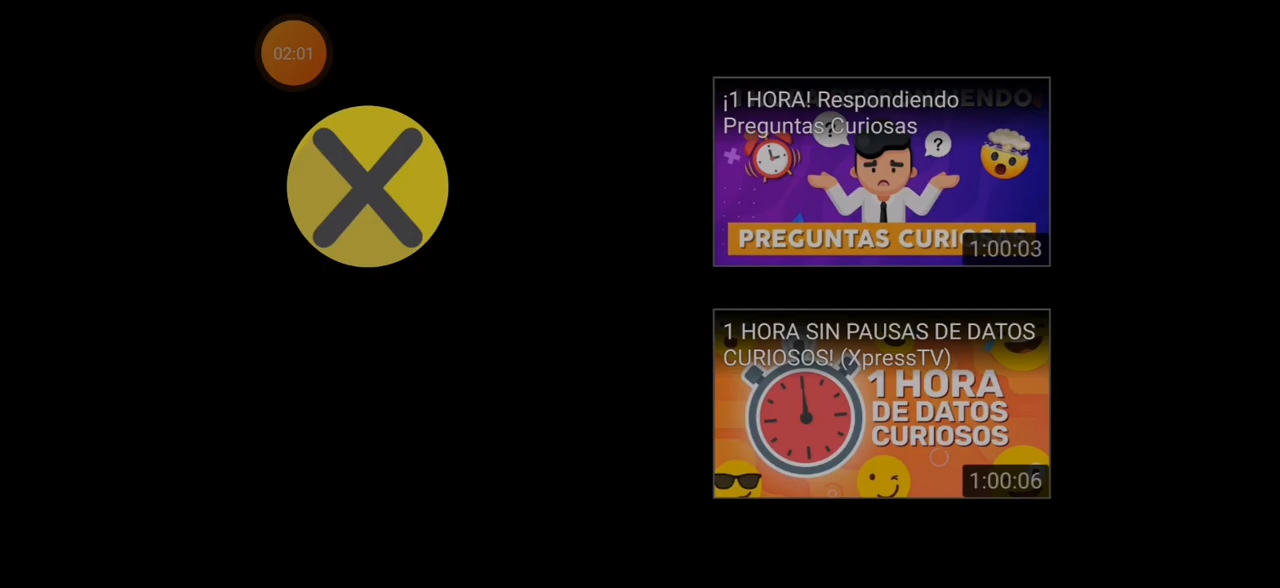 02:01
X
¡1 HORA! Respondiendo
Preguntas Curiosas
?
?
PREGUNTAS CURIOSAS
1:00:03
1 HORA SIN PAUSAS DE DATOS
CURIOSOS! (XpressTV)
1 HORA
DE DATOS
CURIOSOS
1:00:06